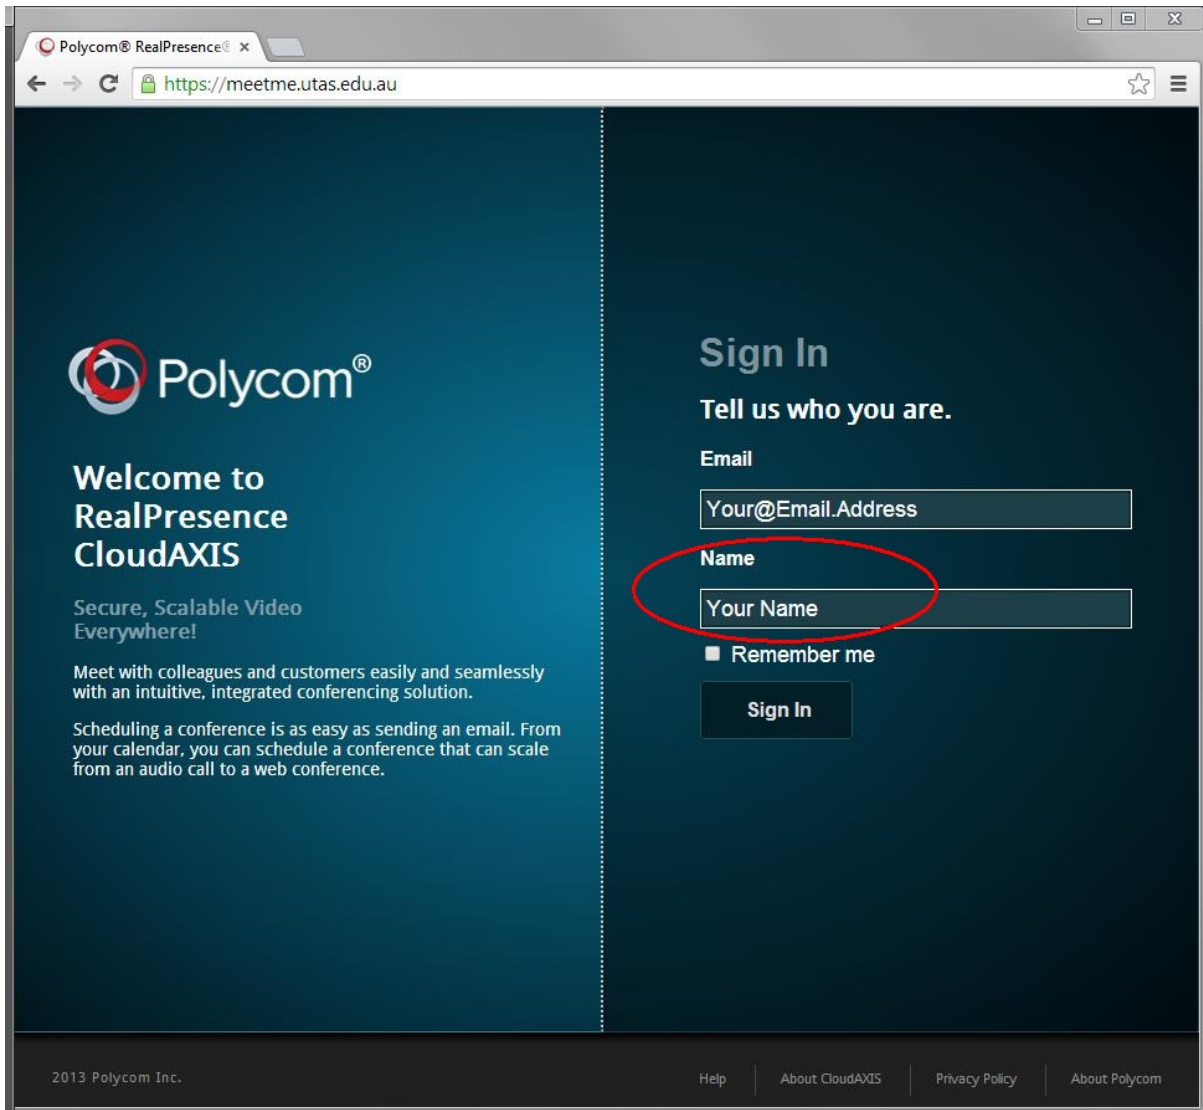 Polycom® RealPresence®
https://meetme.utas.edu.au
Polycom®
Welcome to
RealPresence
CloudAXIS
Secure, Scalable Video
Everywhere!
Meet with colleagues and customers easily and seamlessly
with an intuitive, integrated conferencing solution.
Scheduling a conference is as easy as sending an email. From
your calendar, you can schedule a conference that can scale
from an audio call to a web conference.
Sign In
Tell us who you are.
Email
Your@Email.Address
Name
Your Name
Remember me
Sign In
2013 Polycom Inc.
Help
About CloudAXIS
Privacy Policy
About Polycom